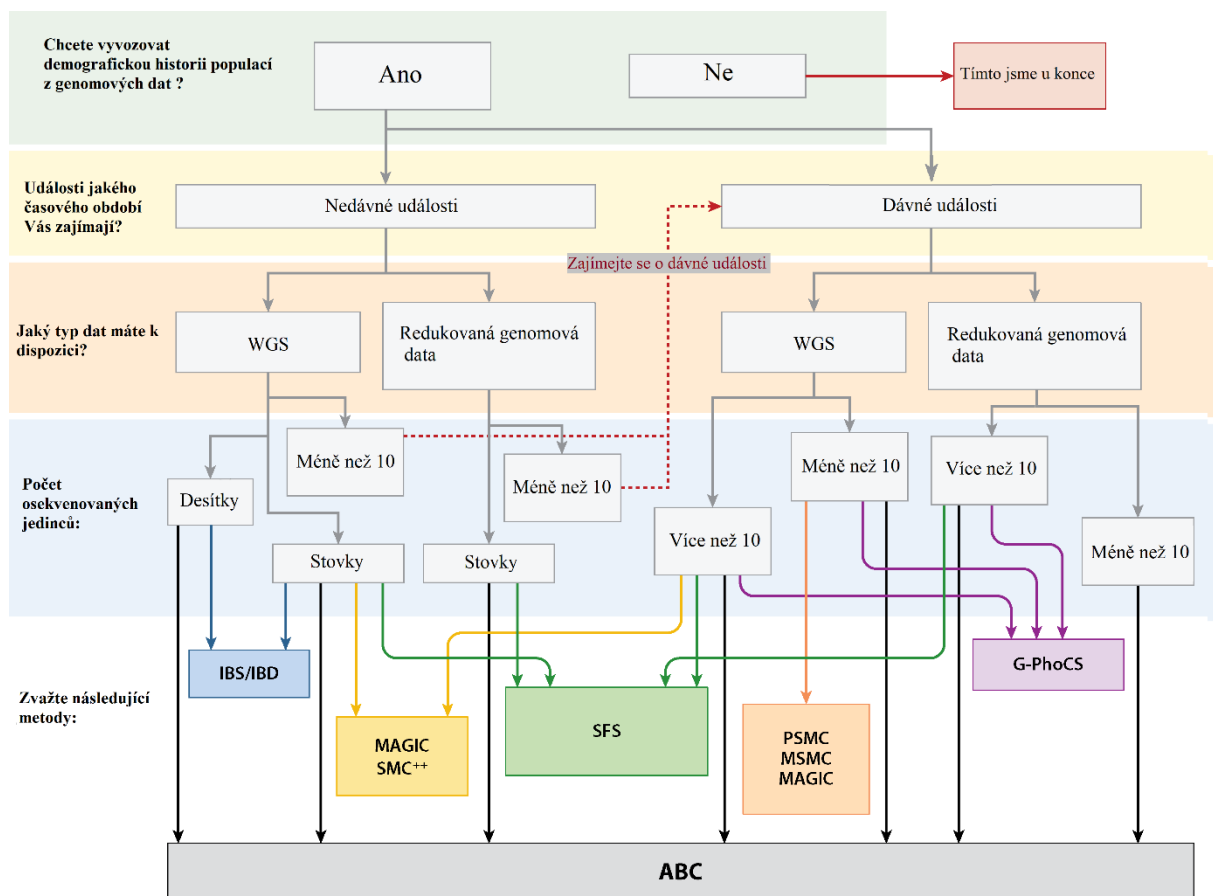 Chcete vyvozovat
demografickou historii populací
z genomových dat ?
Ano
Ne
Tímto jsme u konce
Události jakého
časového období
Vás zajímají?
Nedávné události
Dávné události
Zajímejte se o dávné události
Jaký typ dat máte k
dispozici?
WGS
Redukovaná genomová
data
WGS
Redukovaná genomová
data
Počet
osekvenovaných
jedinců:
Desítky
Méně než 10
Stovky
Méně než 10
Stovky
Více než 10
Méně než 10
Více než 10
Méně než 10
Zvažte následující
metody:
IBS/IBD
MAGIC
SMC++
SFS
PSMC
MSMC
MAGIC
G-PhoCS
ABC